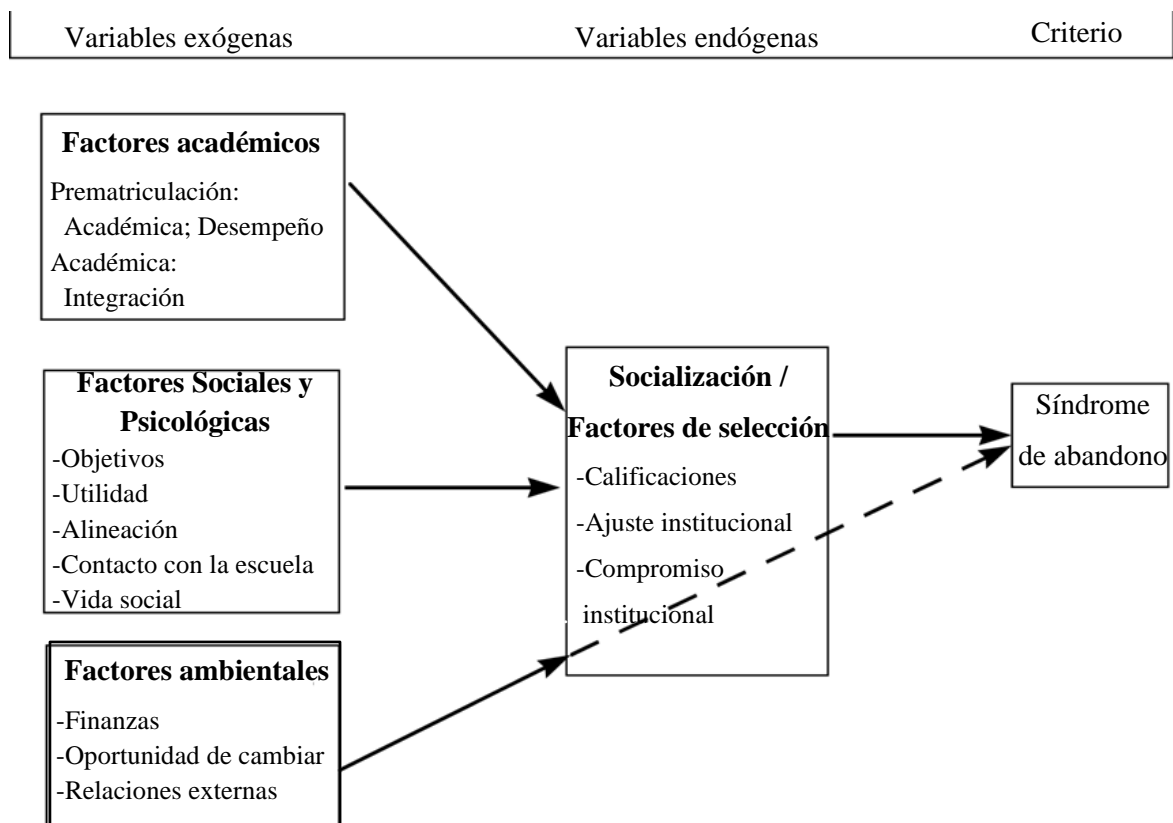 Variables exógenas
Variables endógenas
Criterio
Factores académicos
Prematriculación:
Académica; Desempeño
Académica:
Integración
Factores Sociales y
Psicológicas
-Objetivos
-Utilidad
-Alineación
-Contacto con la escuela
-Vida social
Factores ambientales
-Finanzas
-Oportunidad de cambiar
-Relaciones externas
Socialización /
Factores de selección
-Calificaciones
-Ajuste institucional
-Compromiso
institucional
Síndrome
de abandono